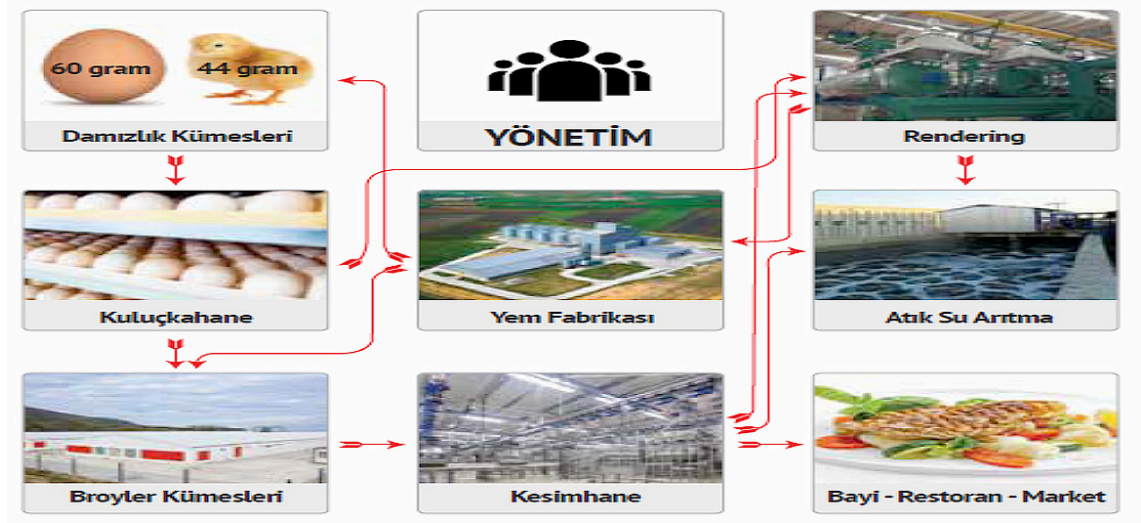 60 gram
44 gram
Damızlık Kümesleri
YÖNETİM
Rendering
Kuluçkahane
Yem Fabrikası
Atık Su Arıtma
Broyler Kümesleri
Kesimhane
Bayi - Restoran - Market